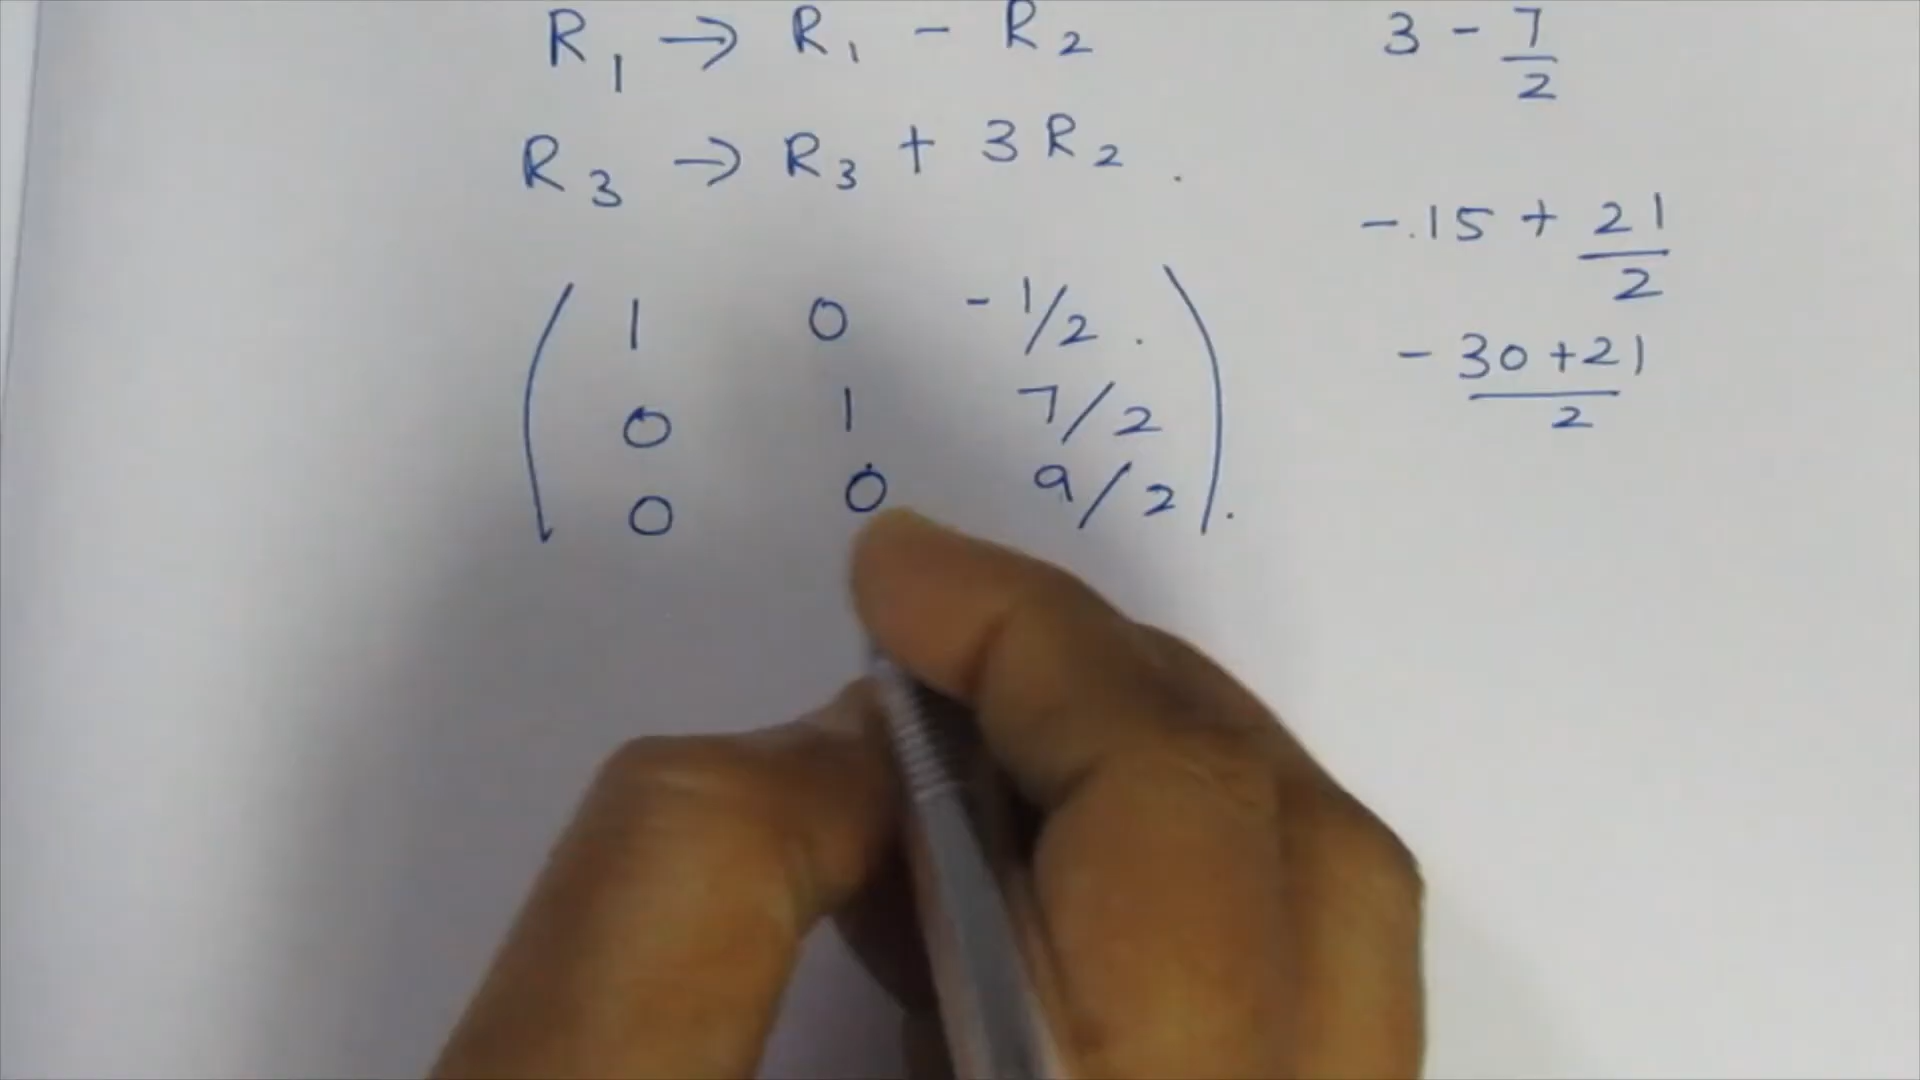 R₁ → R₁ - R₂
R₃ → R₃ + 3R₂ .
1 0 -1/2 .
0 1 7/2
0 0 9/2 .
3 - 7/2
-.15 + 21/2
-30+21/2